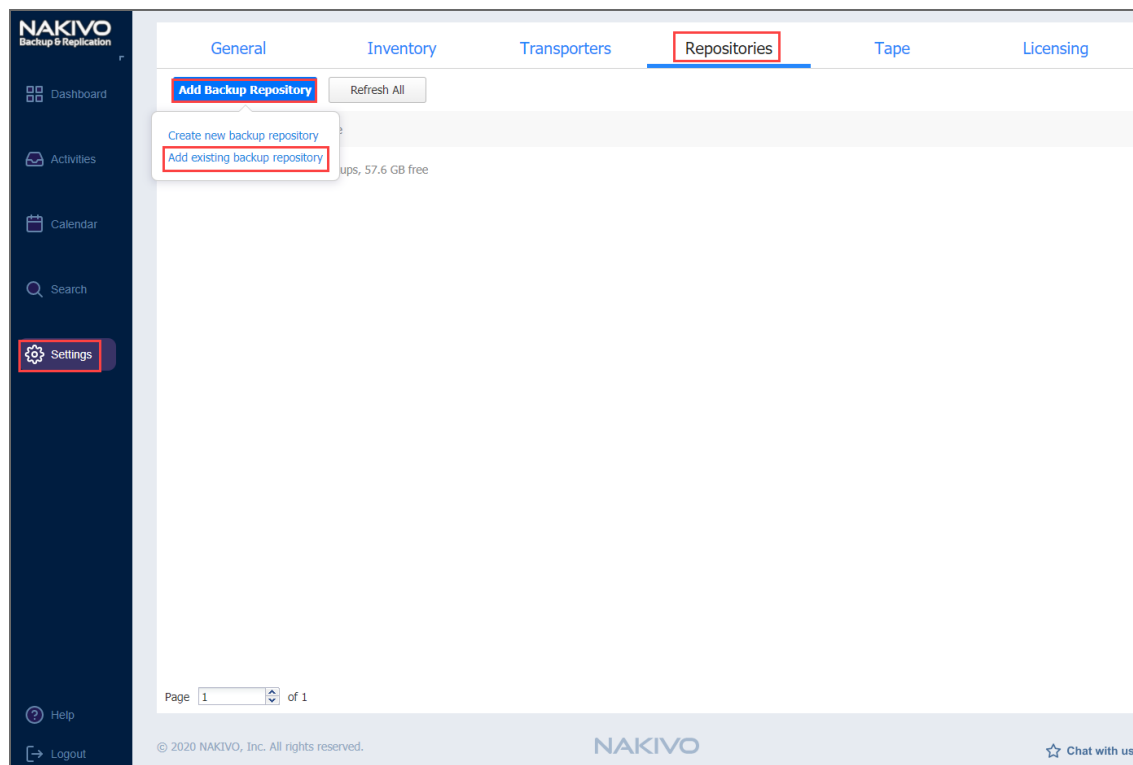 NAKIVO
Backup & Replication
General Inventory Transporters Repositories Tape Licensing
Dashboard
Add Backup Repository Refresh All
Create new backup repository
Activities
Add existing backup repository
ups, 57.6 GB free
Calendar
Search
Settings
Page 1 of 1
Help
© 2020 NAKIVO, Inc. All rights reserved. NAKIVO Chat with us
Logout